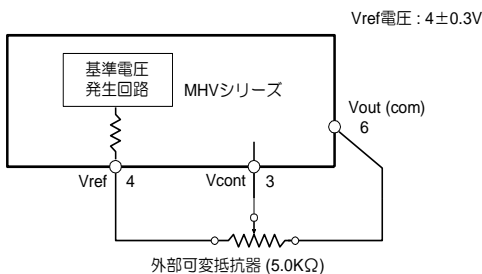 Vref電圧 : 4±0.3V
基準電圧
発生回路
MHVシリーズ
Vout (com)
6
Vref 4
Vcont 3
外部可変抵抗器 (5.0KΩ)